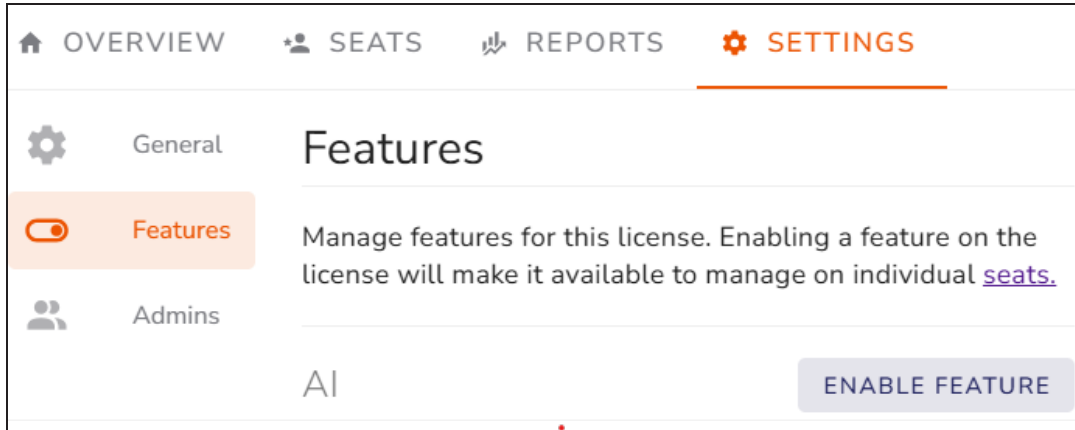 OVERVIEW SEATS REPORTS SETTINGS
General
Features
Admins
Features
Manage features for this license. Enabling a feature on the
license will make it available to manage on individual seats.
AI ENABLE FEATURE